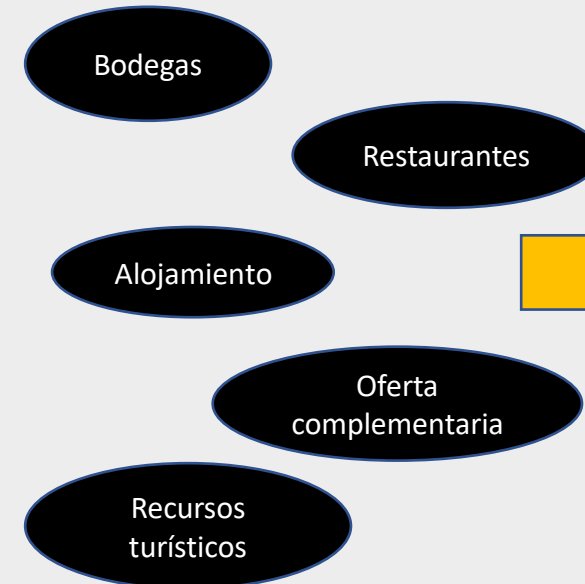 Bodegas
Restaurantes
Alojamiento
Oferta
complementaria
Recursos
turísticos